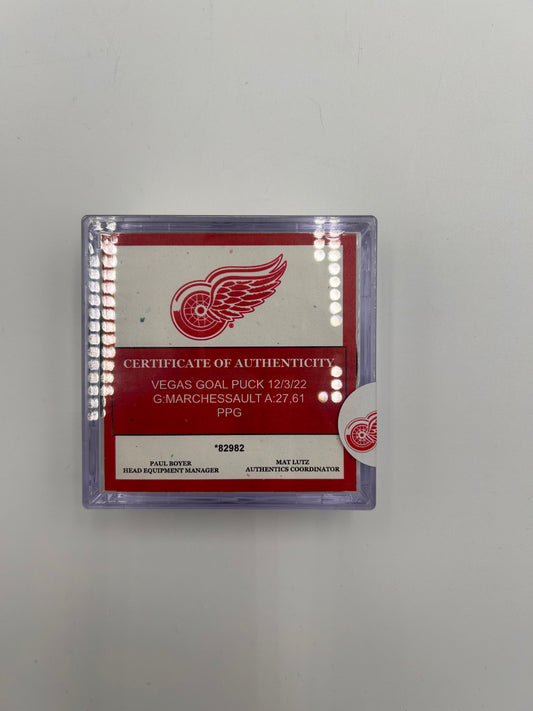 CERTIFICATE OF AUTHENTICITY
VEGAS GOAL PUCK 12/3/22
G:MARCHESSAULT A:27,61
PPG
*82982
PAUL BOYER
HEAD EQUIPMENT MANAGER
MAT LUTZ
AUTHENTICS COORDINATOR